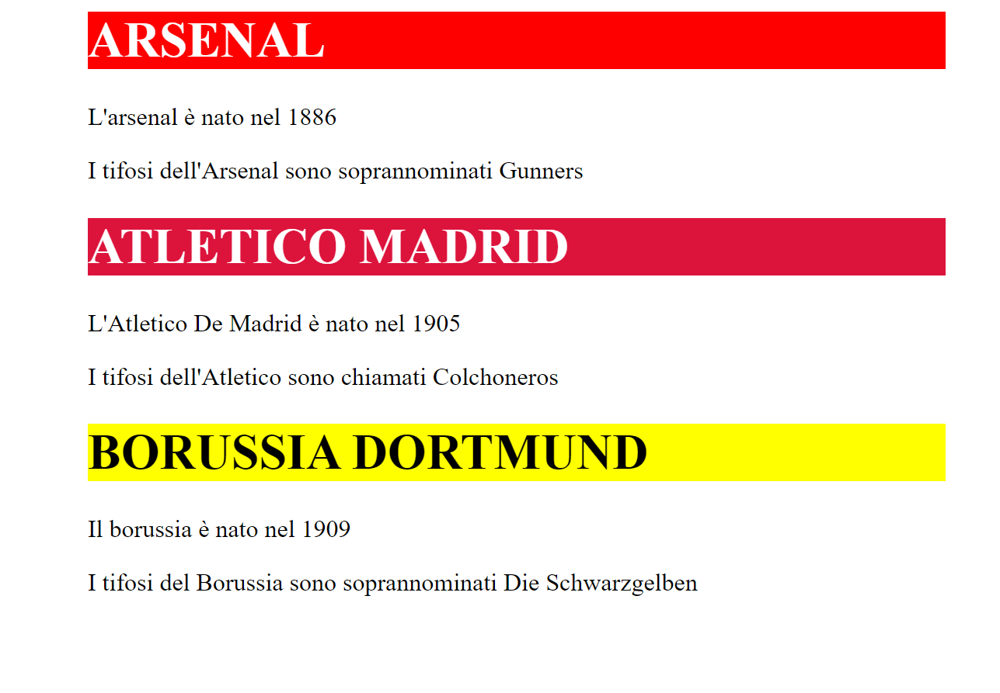 ARSENAL
L'arsenal è nato nel 1886
I tifosi dell'Arsenal sono soprannominati Gunners
ATLETICO MADRID
L'Atletico De Madrid è nato nel 1905
I tifosi dell'Atletico sono chiamati Colchoneros
BORUSSIA DORTMUND
Il borussia è nato nel 1909
I tifosi del Borussia sono soprannominati Die Schwarzgelben